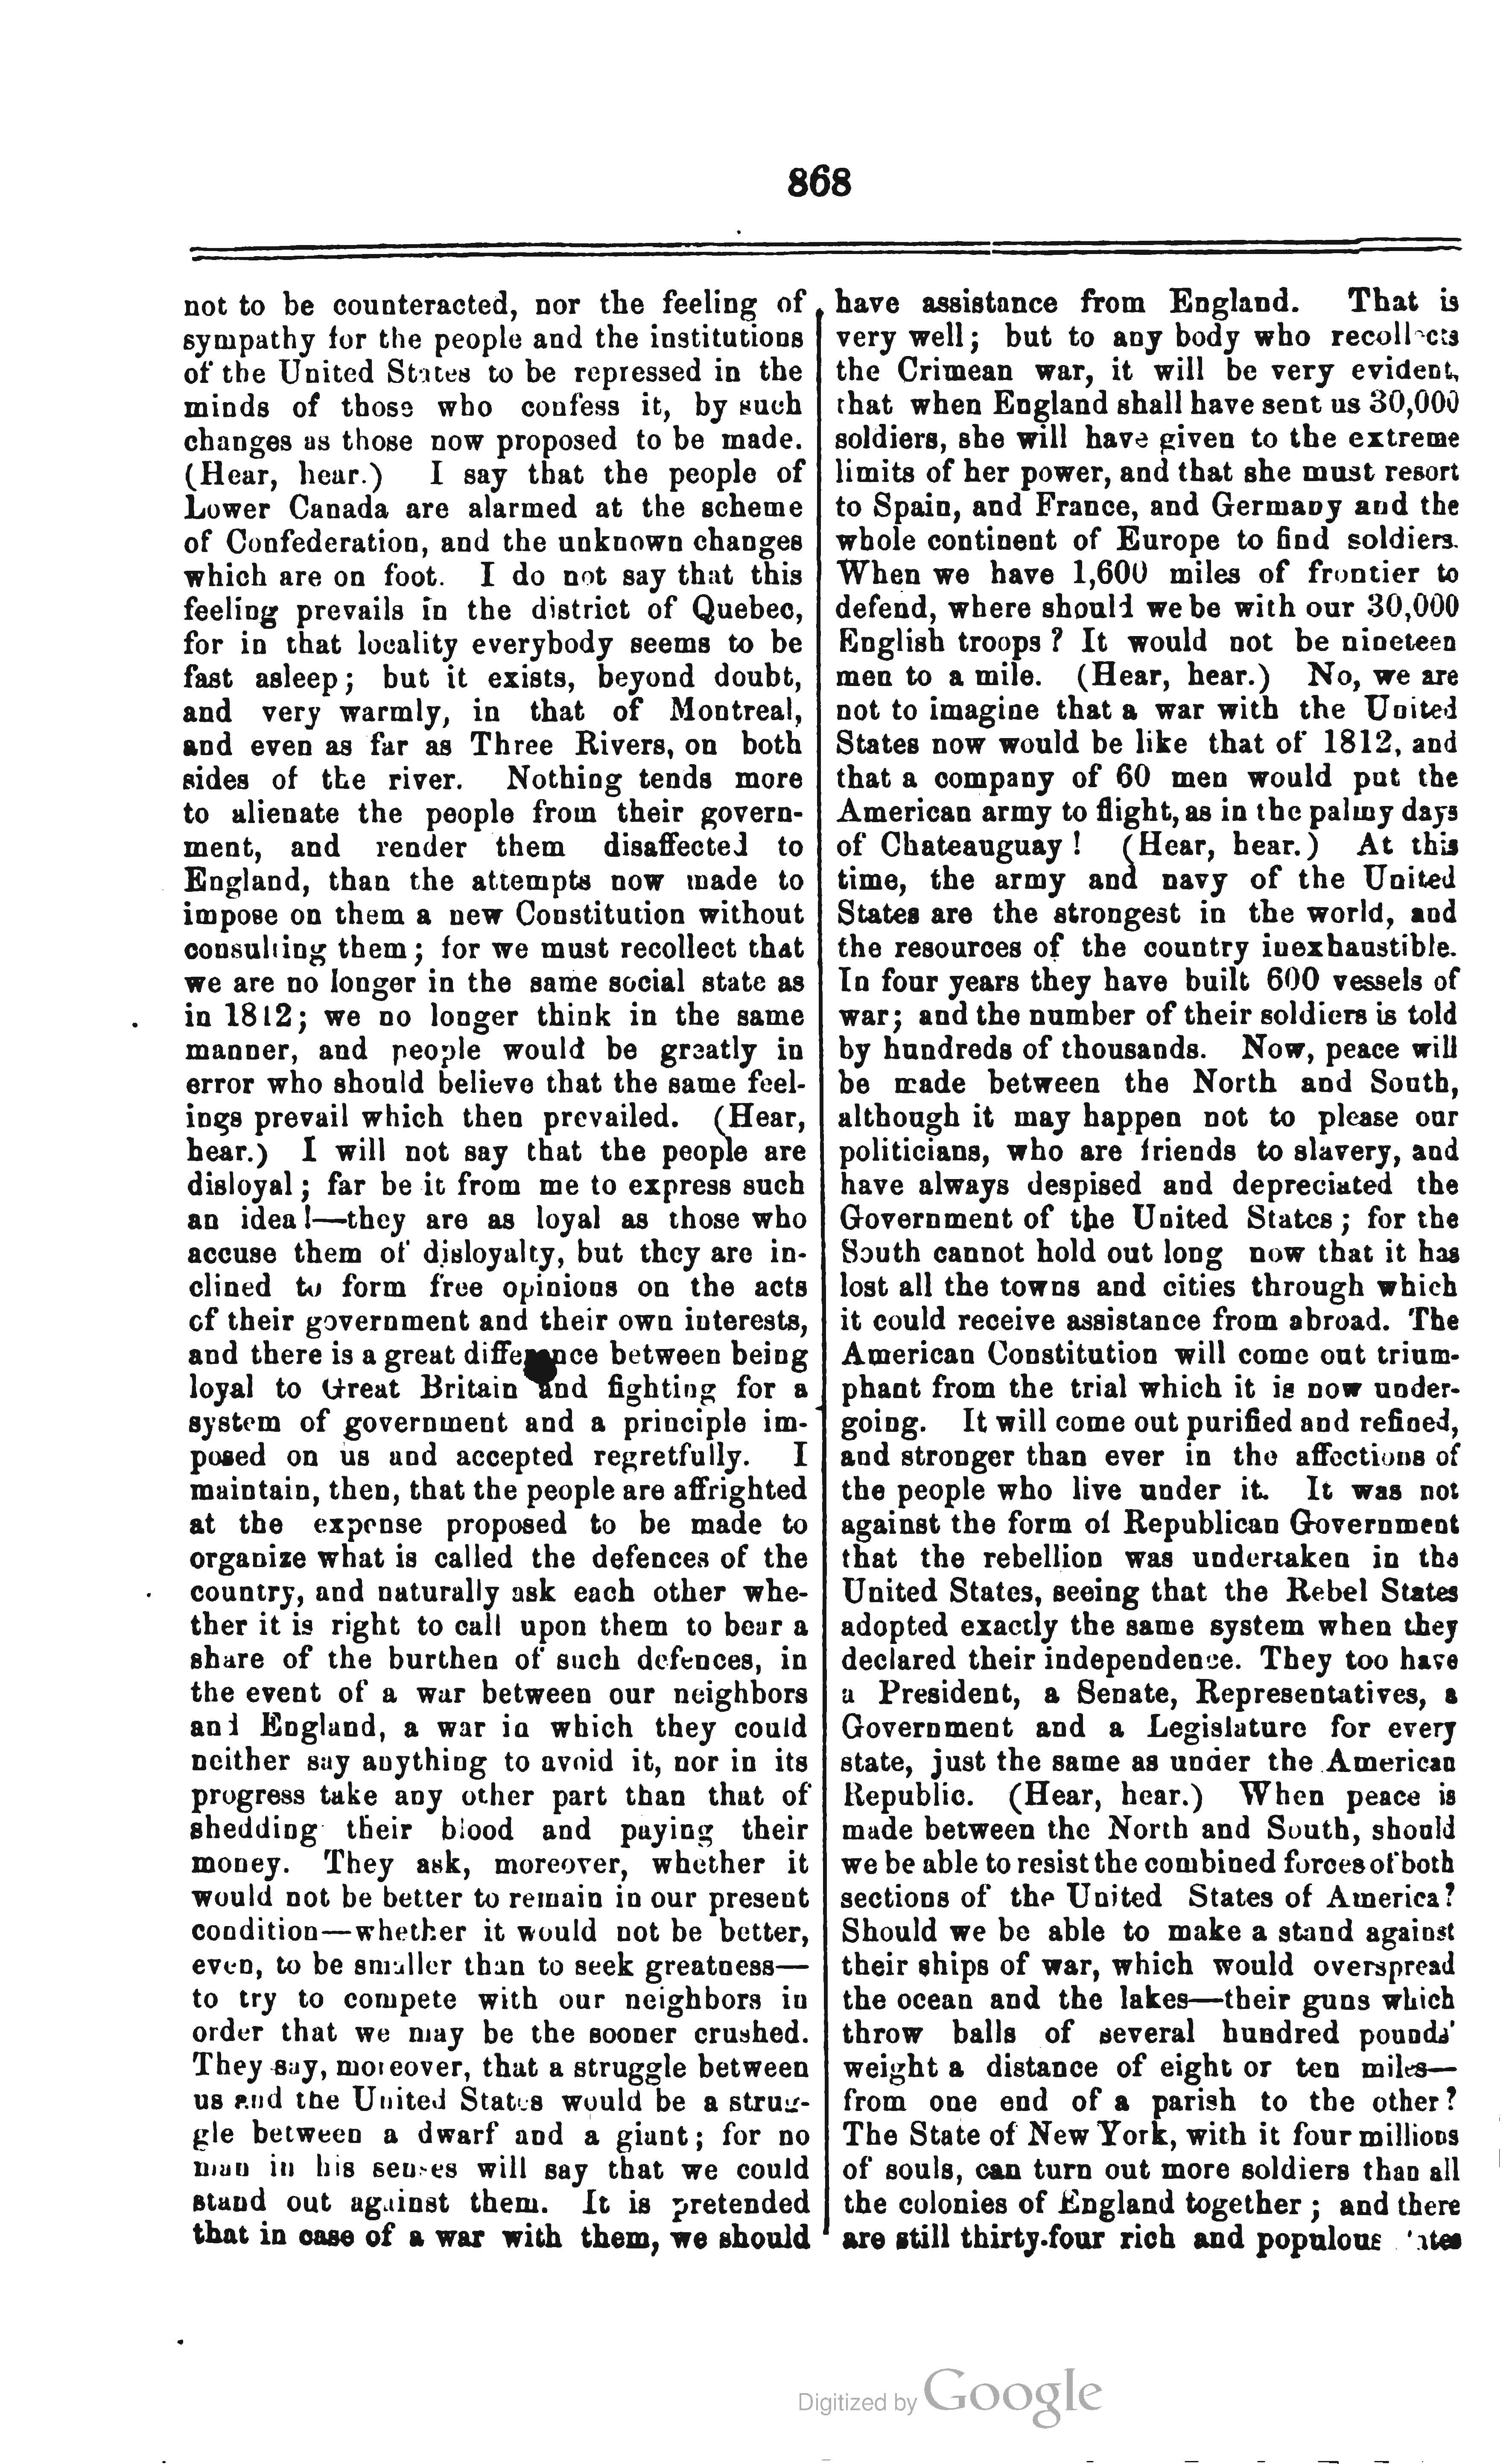 868
not to be counteracted, nor the feeling of
sympathy for the people and the institutions
of the United States to be repressed in the
minds of those who confess it, by such
changes as those now proposed to be made.
(Hear, hear.) I say that the people of
Lower Canada are alarmed at the scheme
of Confederation, and the unknown changes
which are on foot. I do not say that this
feeling prevails in the district of Quebec,
for in that locality everybody seems to be
fast asleep; but it exists, beyond doubt,
and very warmly, in that of Montreal,
and even as far as Three Rivers, on both
sides of the river. Nothing tends more
to alienate the people from their govern-
ment, and render them disaffected to
England, than the attempts now made to
impose on them a new Constitution without
consulting them; for we must recollect that
we are no longer in the same social state as
in 1812; we no longer think in the same
manner, and people would be greatly in
error who should believe that the same feel-
ings prevail which then prevailed. (Hear,
hear.) I will not say that the people are
disloyal; far be it from me to express such
an idea!—they are as loyal as those who
accuse them of disloyalty, but they are in-
clined to form free opinions on the acts
of their government and their own interests,
and there is a great difference between being
loyal to Great Britain and fighting for a
system of government and a principle im-
posed on us and accepted regretfully. I
maintain, then, that the people are affrighted
at the expense proposed to be made to
organize what is called the defences of the
country, and naturally ask each other whe-
ther it is right to call upon them to bear a
share of the burthen of such defences, in
the event of a war between our neighbors
and England, a war in which they could
neither say anything to avoid it, nor in its
progress take any other part than that of
shedding their blood and paying their
money. They ask, moreover, whether it
would not be better to remain in our present
condition—whether it would not be better,
even, to be smaller than to seek greatness—
to try to compete with our neighbors in
order that we may be the sooner crushed.
They say, moreover, that a struggle between
us and the United States would be a strug-
gle between a dwarf and a giant; for no
man in his senses will say that we could
stand out against them. It is pretended
that in case of a war with them, we should
have assistance from England. That is
very well; but to any body who recollects
the Crimean war, it will be very evident,
that when England shall have sent us 30,000
soldiers, she will have given to the extreme
limits of her power, and that she must resort
to Spain, and France, and Germany and the
whole continent of Europe to find soldiers.
When we have 1,600 miles of frontier to
defend, where should we be with our 30,000
English troops? It would not be nineteen
men to a mile. (Hear, hear.) No, we are
not to imagine that a war with the United
States now would be like that of 1812, and
that a company of 60 men would put the
American army to flight, as in the palmy days
of Chateauguay! (Hear, hear.) At this
time, the army and navy of the United
States are the strongest in the world, and
the resources of the country inexhaustible.
In four years they have built 600 vessels of
war; and the number of their soldiers is told
by hundreds of thousands. Now, peace will
be made between the North and South,
although it may happen not to please our
politicians, who are friends to slavery, and
have always despised and depreciated the
Government of the United States; for the
South cannot hold out long now that it has
lost all the towns and cities through which
it could receive assistance from abroad. The
American Constitution will come out trium-
phant from the trial which it is now under-
going. It will come out purified and refined,
and stronger than ever in the affections of
the people who live under it. It was not
against the form of Republican Government
that the rebellion was undertaken in the
United States, seeing that the Rebel States
adopted exactly the same system when they
declared their independence. They too have
a President, a Senate, Representatives, a
Government and a Legislature for every
state, just the same as under the American
Republic. (Hear, hear.) When peace is
made between the North and South, should
we be able to resist the combined forces of both
sections of the United States of America?
Should we be able to make a stand against
their ships of war, which would overspread
the ocean and the lakes—their guns which
throw balls of several hundred pounds'
weight a distance of eight or ten miles—
from one end of a parish to the other?
The State of New York, with it four millions
of souls, can turn out more soldiers than all
the colonies of England together; and there
are still thirty-four rich and populous
Digitized by Google